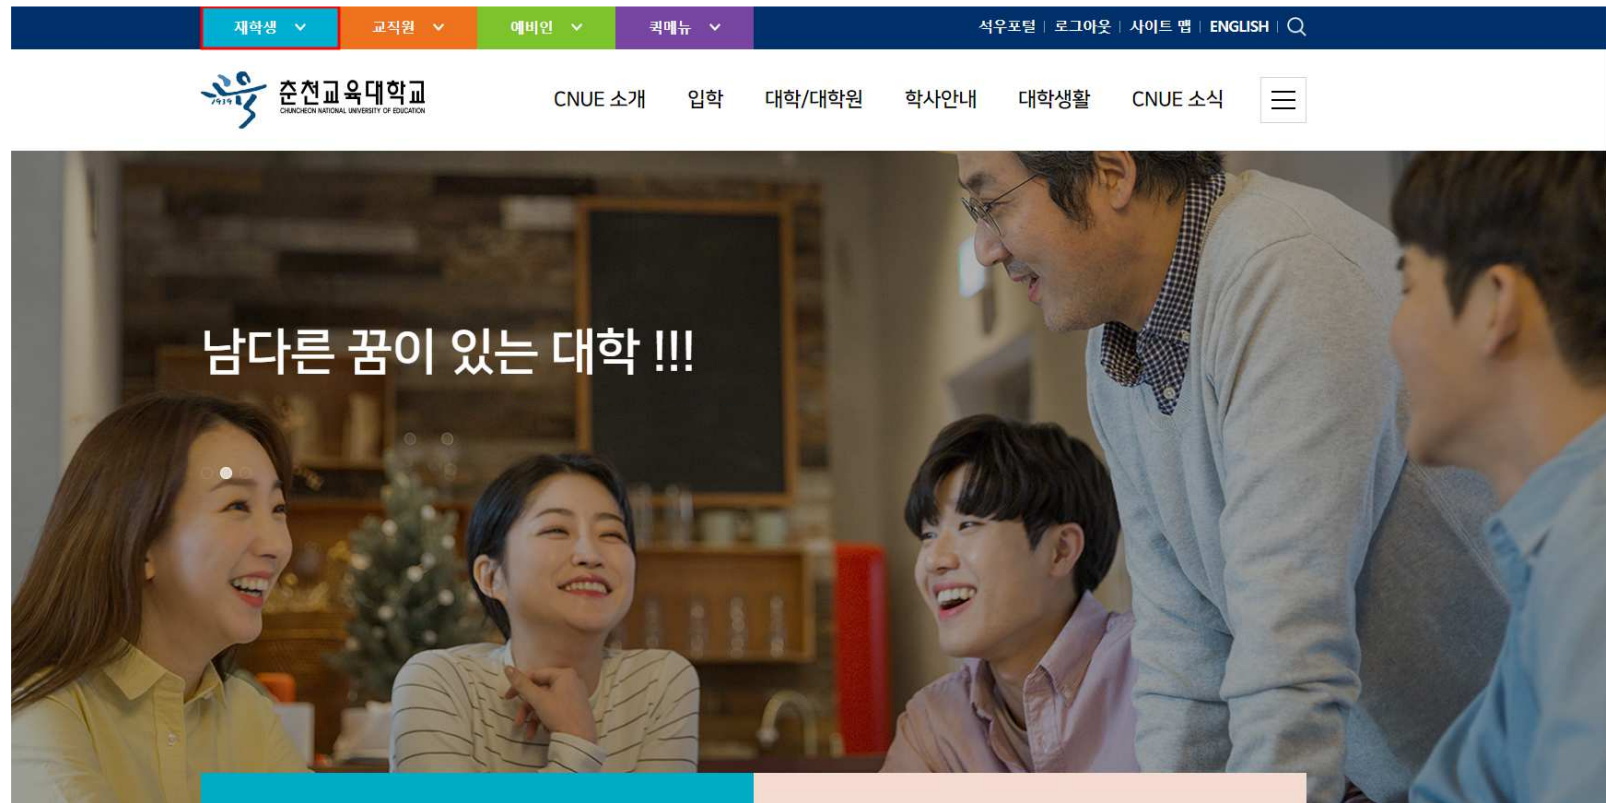 재학생 교직원 예비인 퀵메뉴 석우포털 로그아웃 사이트 맵 ENGLISH
1939 춘천교육대학교
CHUNCHEON NATIONAL UNIVERSITY OF EDUCATION
CNUE 소개 입학 대학/대학원 학사안내 대학생활 CNUE 소식
남다른 꿈이 있는 대학 !!!